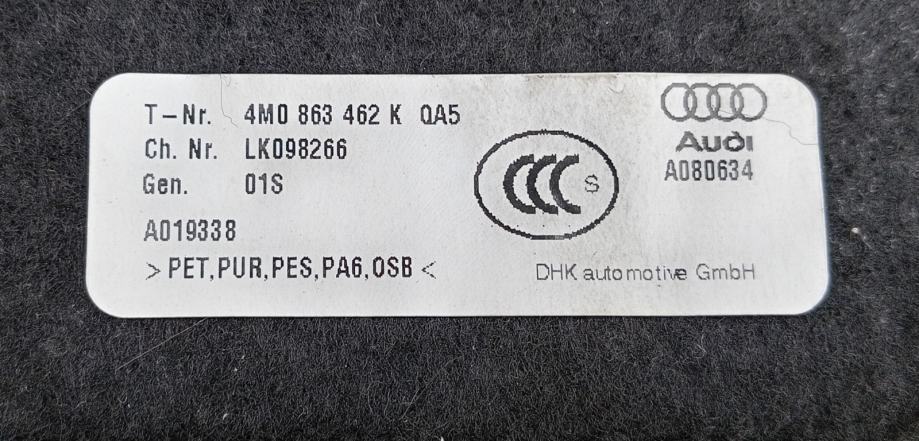 T-Nr. 4M0 863 462 K QA5
Ch. Nr. LK098266
Gen. 01S
A019338
>PET,PUR,PES,PA6,OSB<
CCC S
Audi
A080634
DHK automotive GmbH